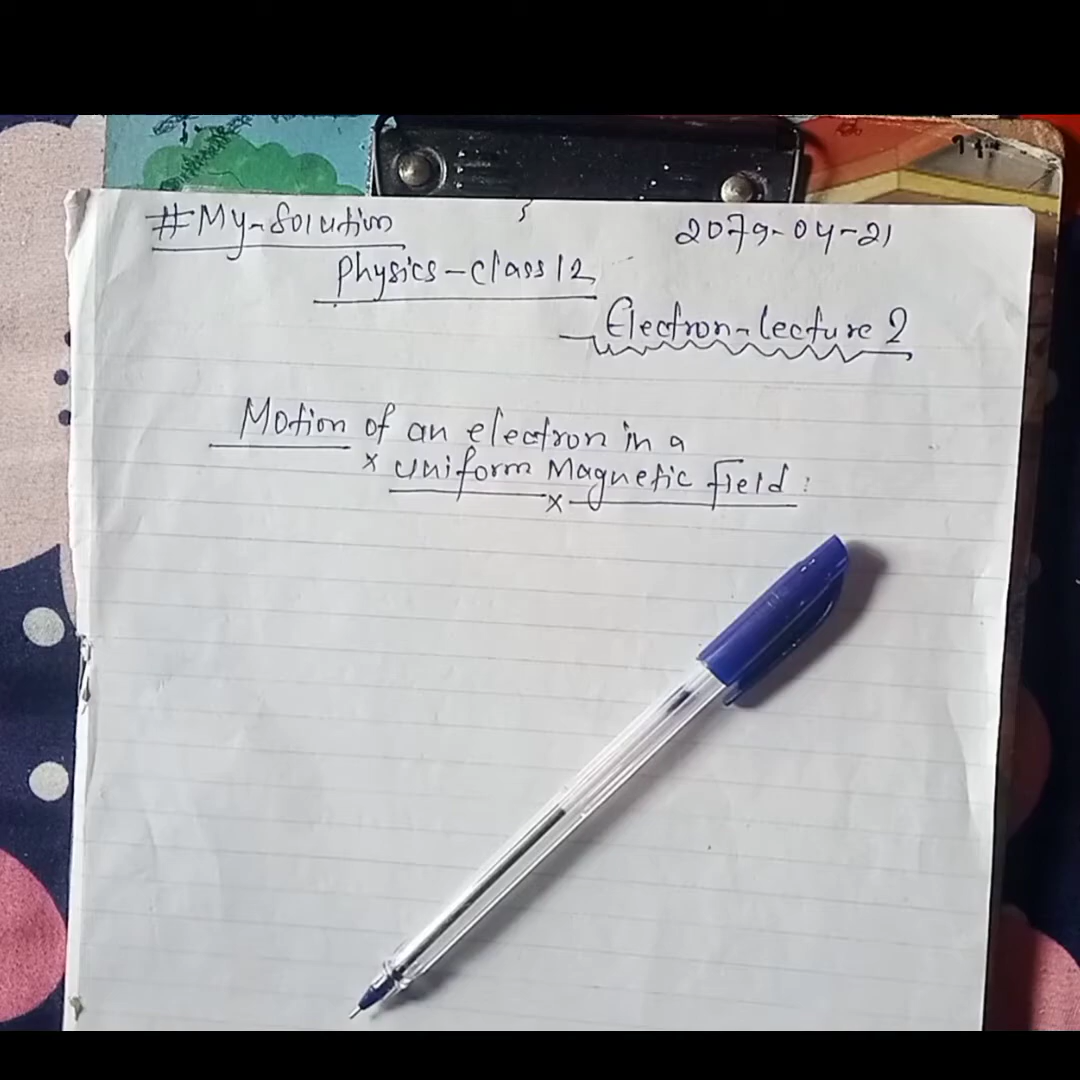 #My-Solution
2079-04-21
Physics-class 12
Electron-lecture 2
Motion of an electron in a
uniform Magnetic field: